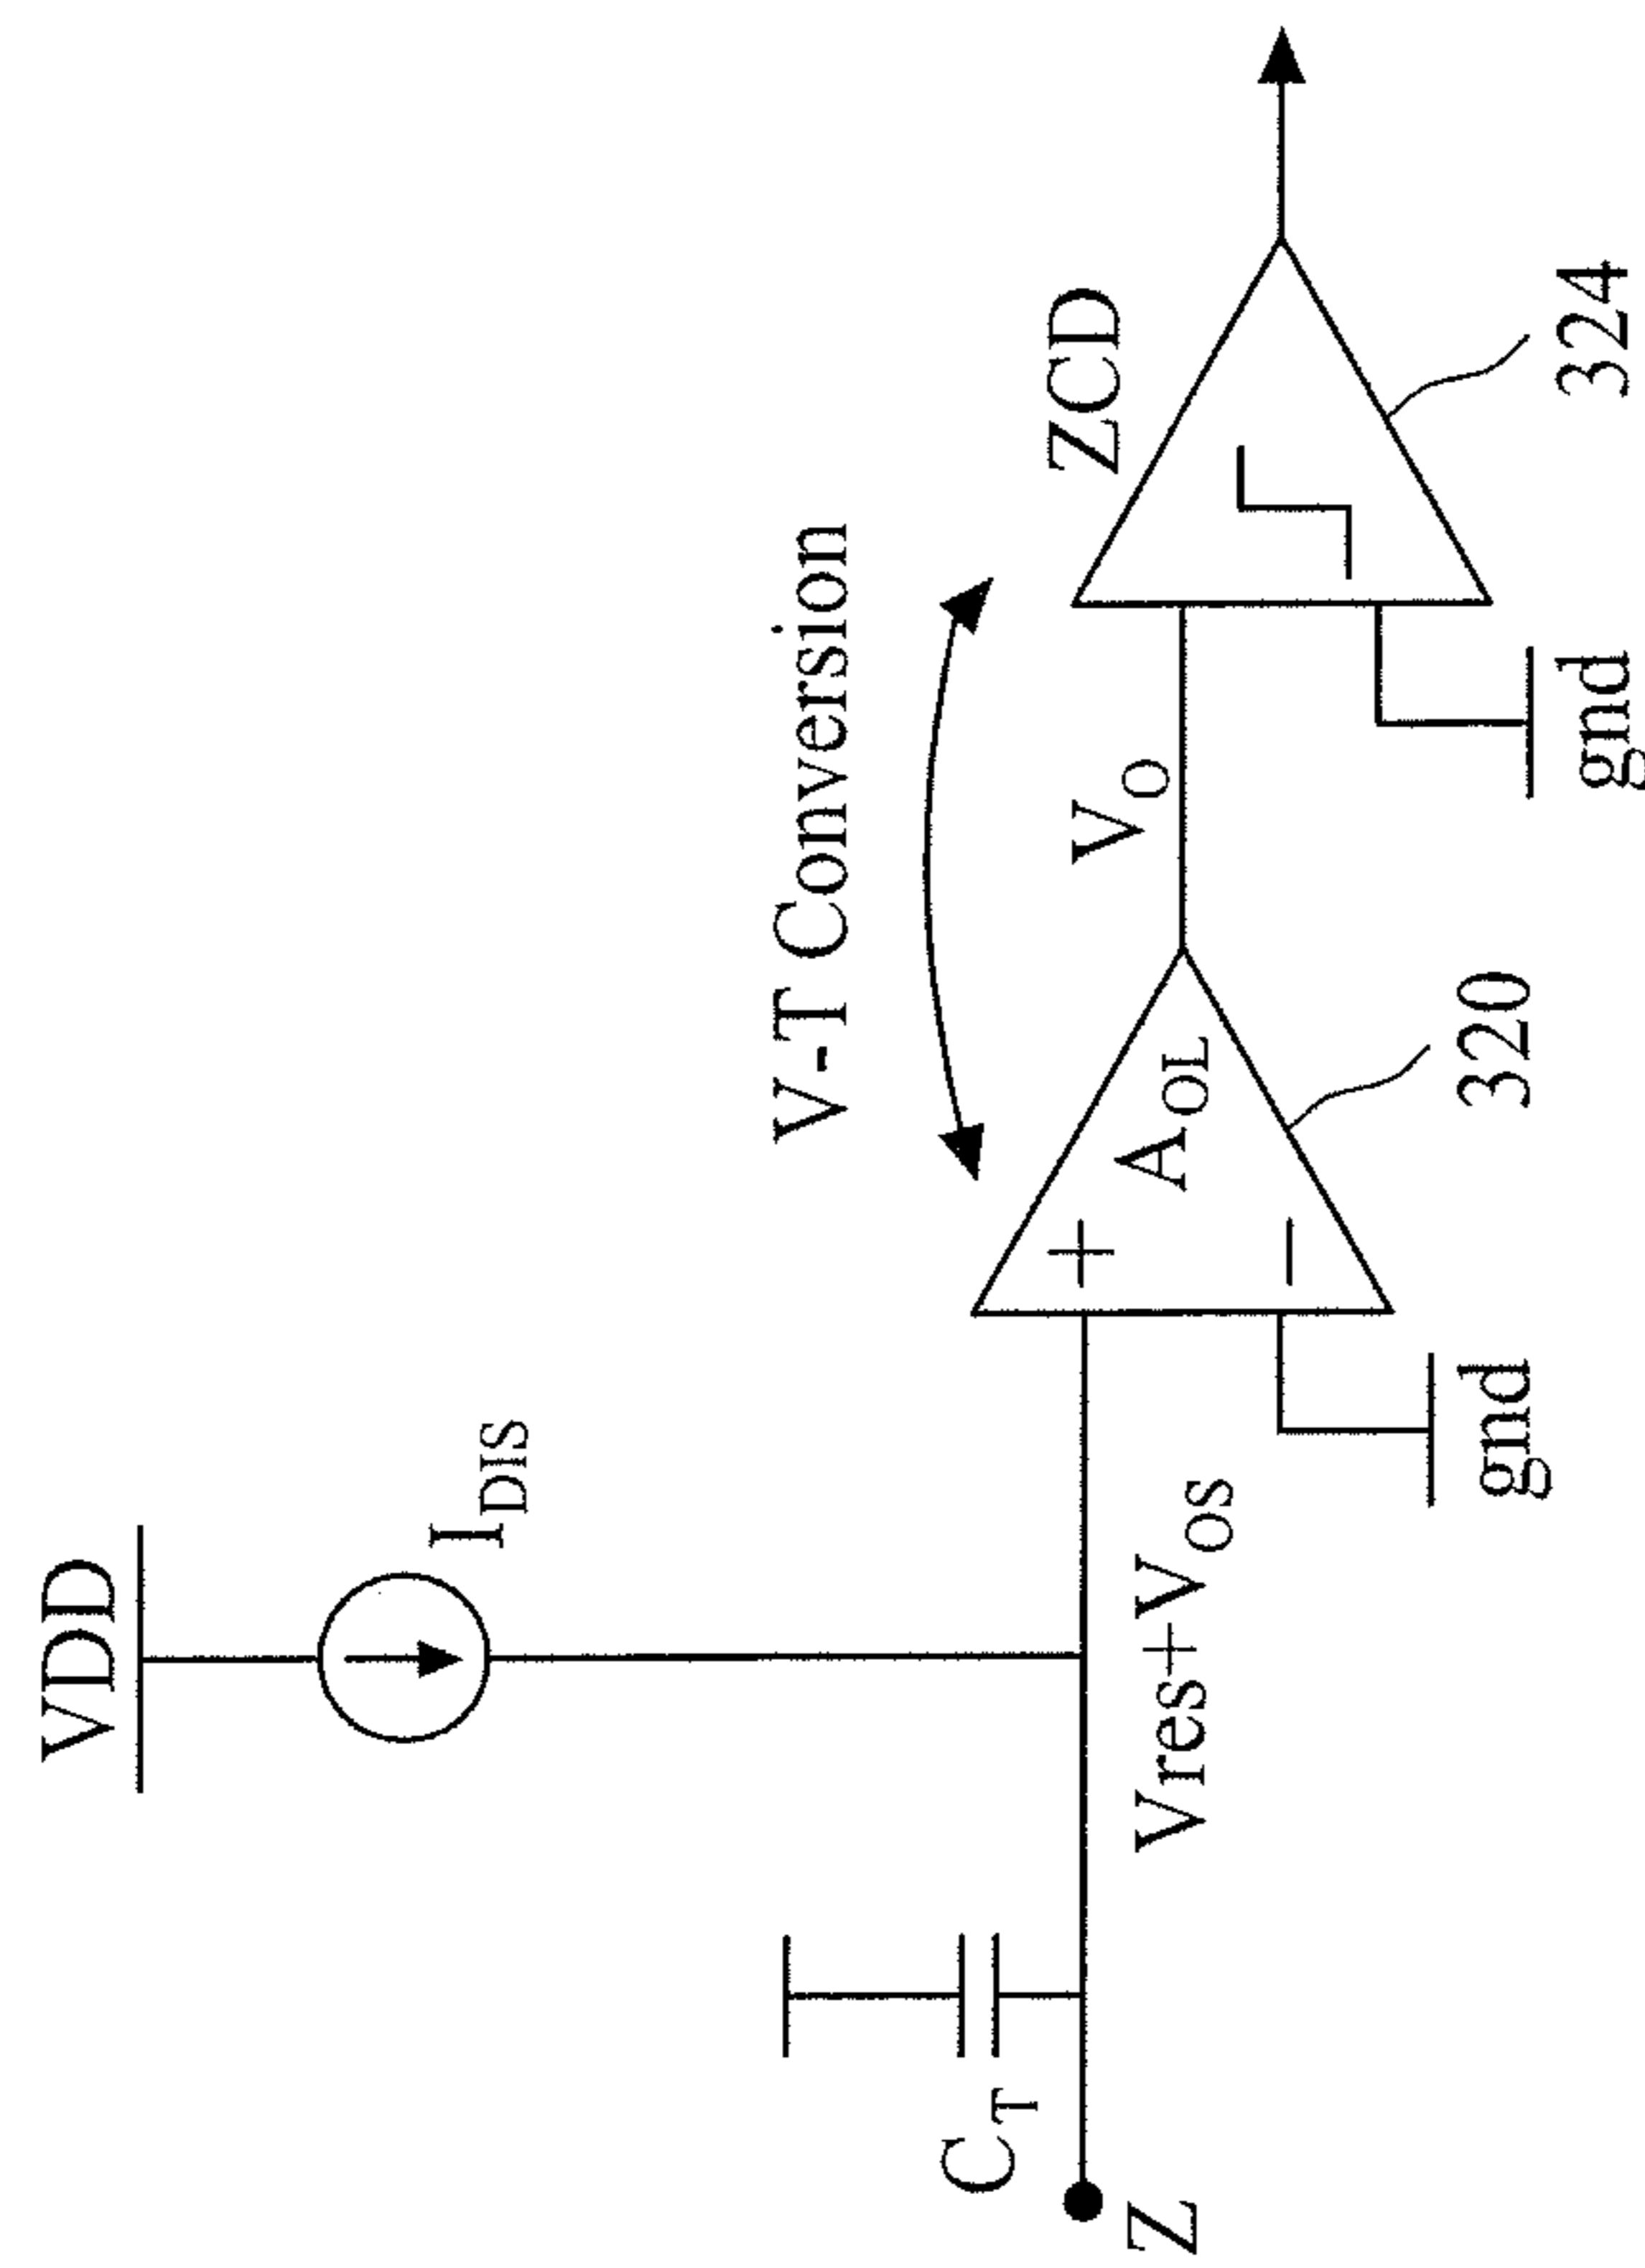 VDD
I_DIS
V-T Conversion
C_T
ZCD
V_O
+
A_OL
−
Z
Vres+V_OS
gnd
320
gnd
324